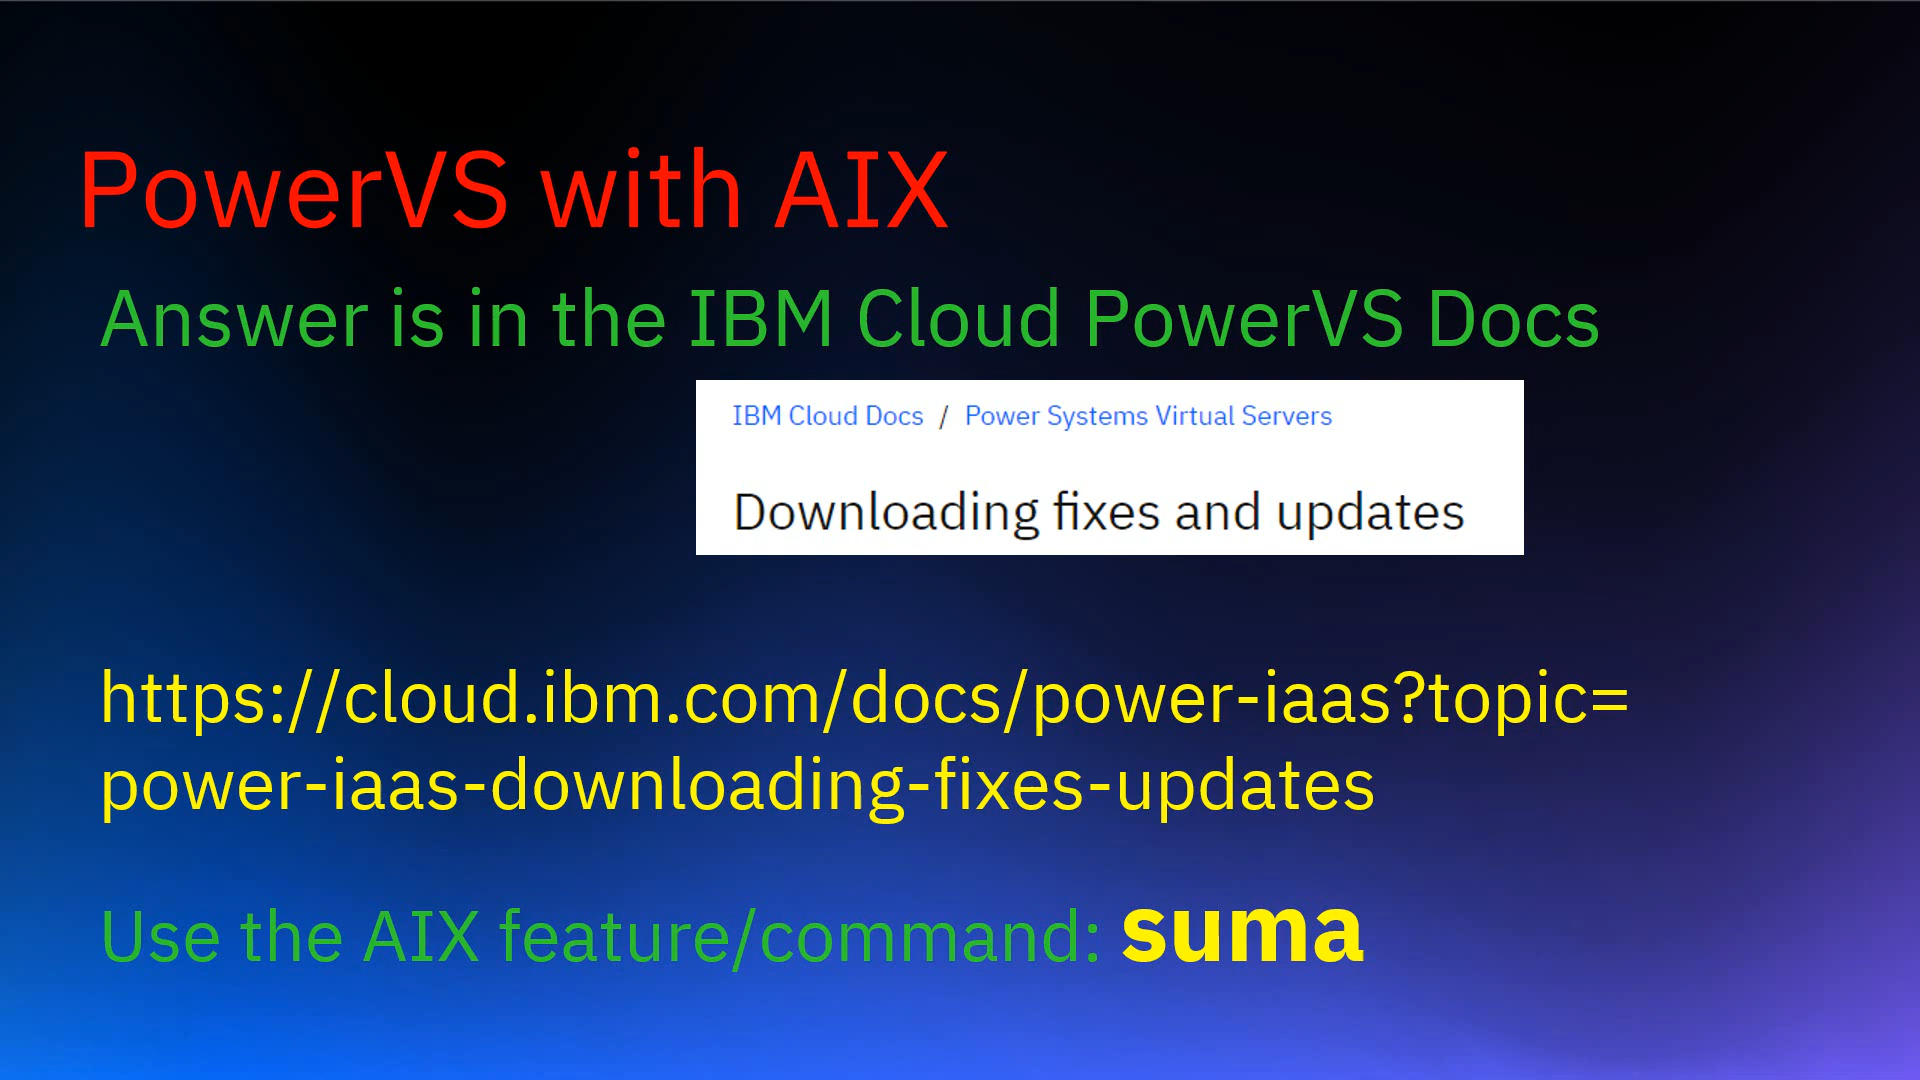 PowerVS with AIX
Answer is in the IBM Cloud PowerVS Docs
IBM Cloud Docs / Power Systems Virtual Servers
Downloading fixes and updates
https://cloud.ibm.com/docs/power-iaas?topic=
power-iaas-downloading-fixes-updates
Use the AIX feature/command: suma